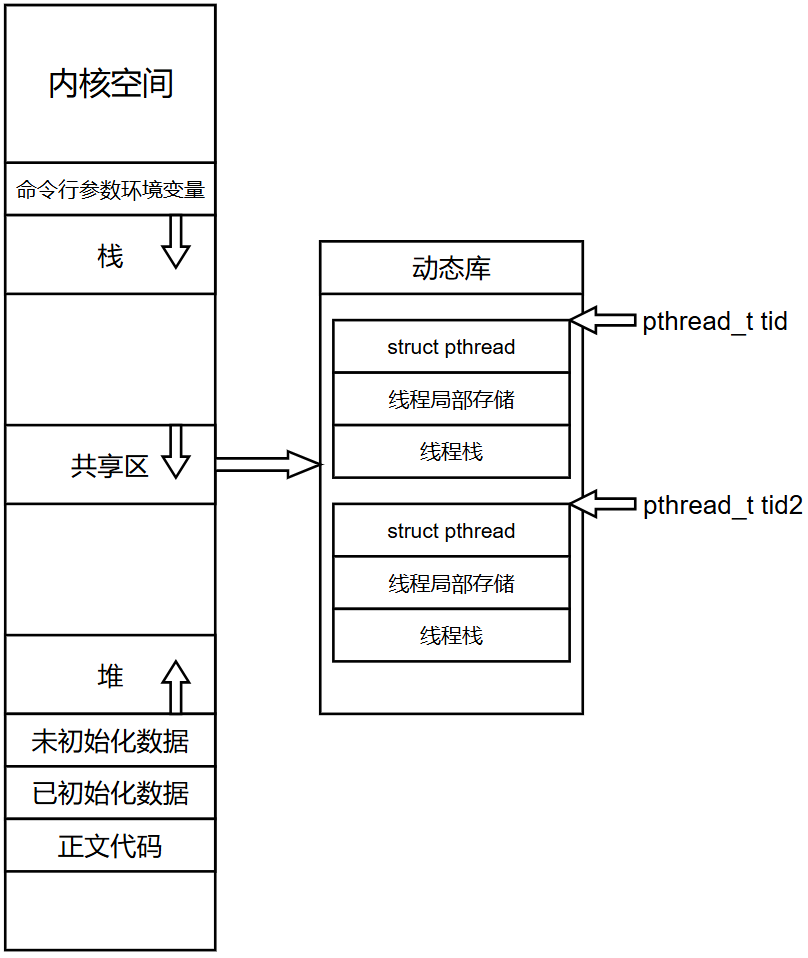 内核空间
命令行参数环境变量
栈
共享区
堆
未初始化数据
已初始化数据
正文代码
动态库
struct pthread
线程局部存储
线程栈
pthread_t tid
struct pthread
线程局部存储
线程栈
pthread_t tid2